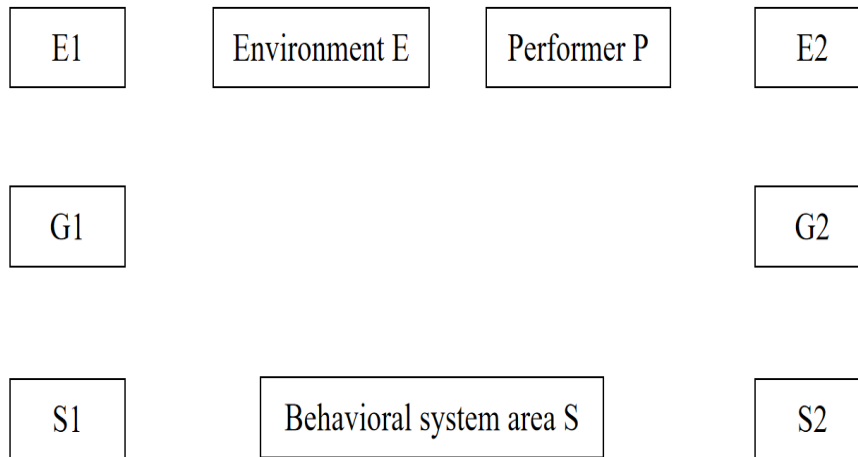 E1
Environment E
Performer P
E2
G1
G2
S1
Behavioral system area S
S2